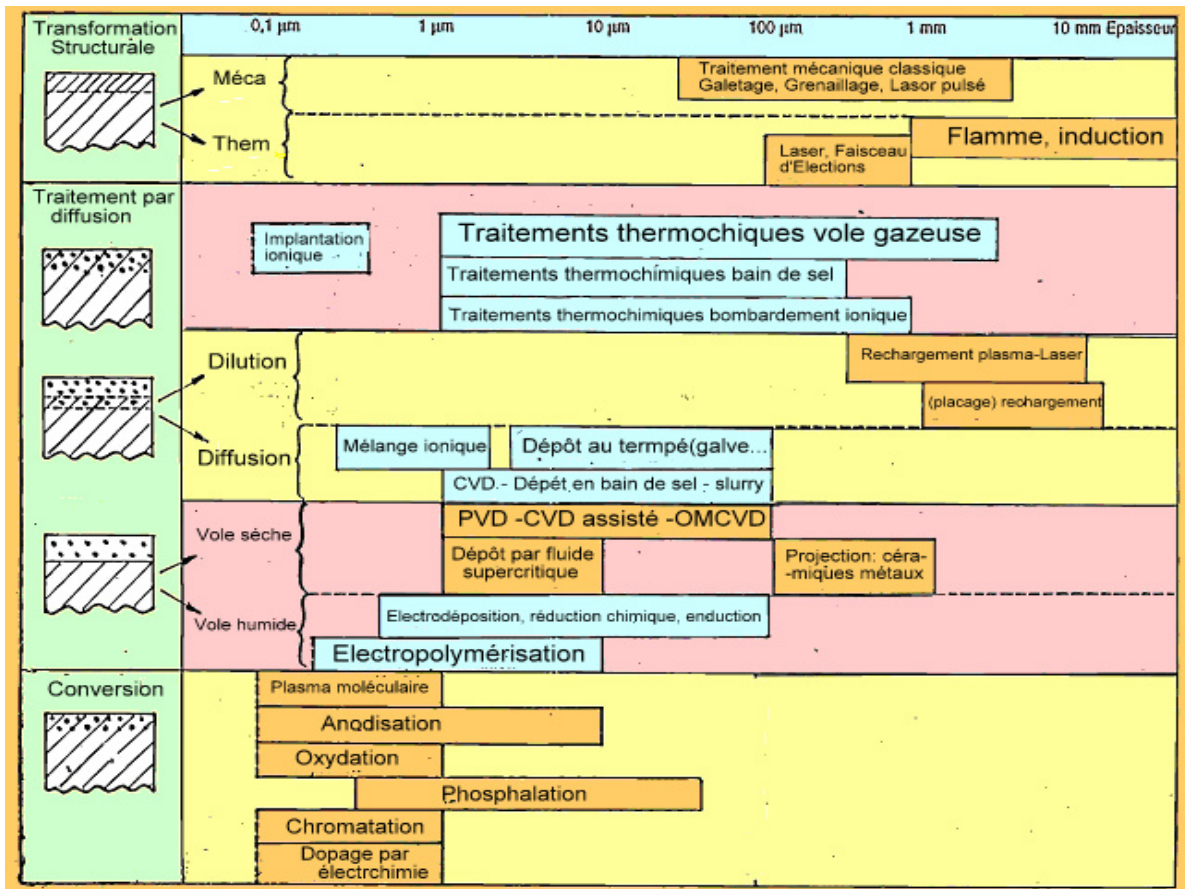 Transformation
Structurale
0,1 µm 1 µm 10 µm 100 µm 1 mm 10 mm Epaisseur
Méca
Traitement mécanique classique
Galetage, Grenaillage, Lasor pulsé
Them
Flamme, induction
Laser, Faisceau
d'Elections
Traitement par
diffusion
Implantation
ionique
Traitements thermochiques vole gazeuse
Traitements thermochimiques bain de sel
Traitements thermochimiques bombardement ionique
Dilution
Rechargement plasma-Laser
(placage) reohargement
Diffusion
Mélange ionique
Dépôt au termpé(galve...
CVD.- Dépét en bain de sel - slurry
Vole séche
PVD -CVD assisté -OMCVD
Dépôt par fluide
supercritique
Projection: céra-
-miques métaux
Vole humide
Electrodéposition, réduction chimique, enduction
Electropolymérisation
Conversion
Plasma moléculaire
Anodisation
Oxydation
Phosphalation
Chromatation
Dopage par
électrchimie